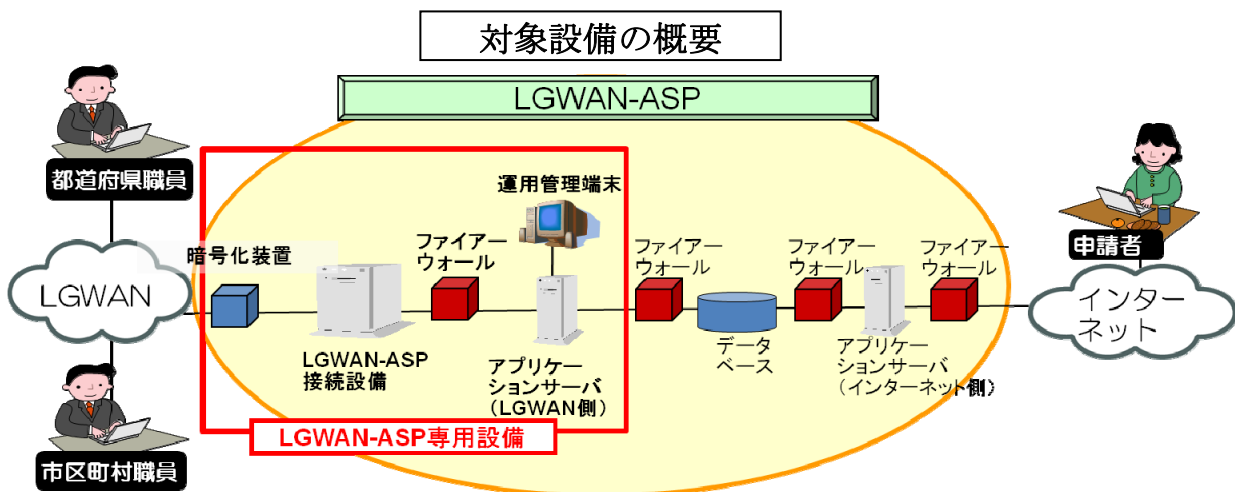 対象設備の概要
LGWAN-ASP
都道府県職員
運用管理端末
暗号化装置
ファイアー
ウォール
ファイアー
ウォール
ファイアー
ウォール
ファイアー
ウォール
申請者
LGWAN
インター
ネット
LGWAN-ASP
接続設備
アプリケー
ションサーバ
（LGWAN側）
データ
ベース
アプリケー
ションサーバ
（インターネット側）
LGWAN-ASP専用設備
市区町村職員